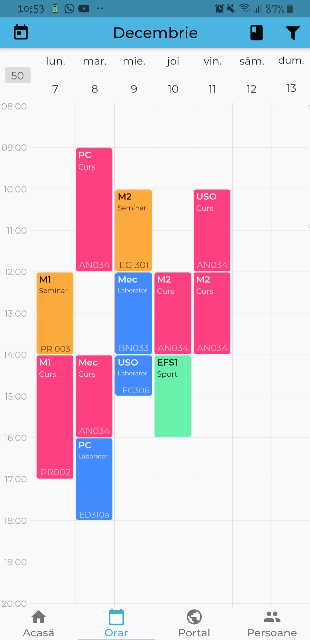 10:53 87%
Decembrie
lun. mar. mie. joi vin. sâm. dum.
50
7 8 9 10 11 12 13
08:00
09:00
PC
Curs
10:00
M2
Seminar
USO
Curs
11:00
AN034 EG 301 AN034
12:00
M1
Seminar
Mec
Laborator
M2
Curs
M2
Curs
13:00
PR 003 BN033 AN034 AN034
14:00
M1
Curs
Mec
Curs
USO
Laborator
EFS1
Sport
15:00
EG306
AN034
16:00
PC
Laborator
PR002
17:00
ED310a
18:00
19:00
20:00
Acasă Orar Portal Persoane